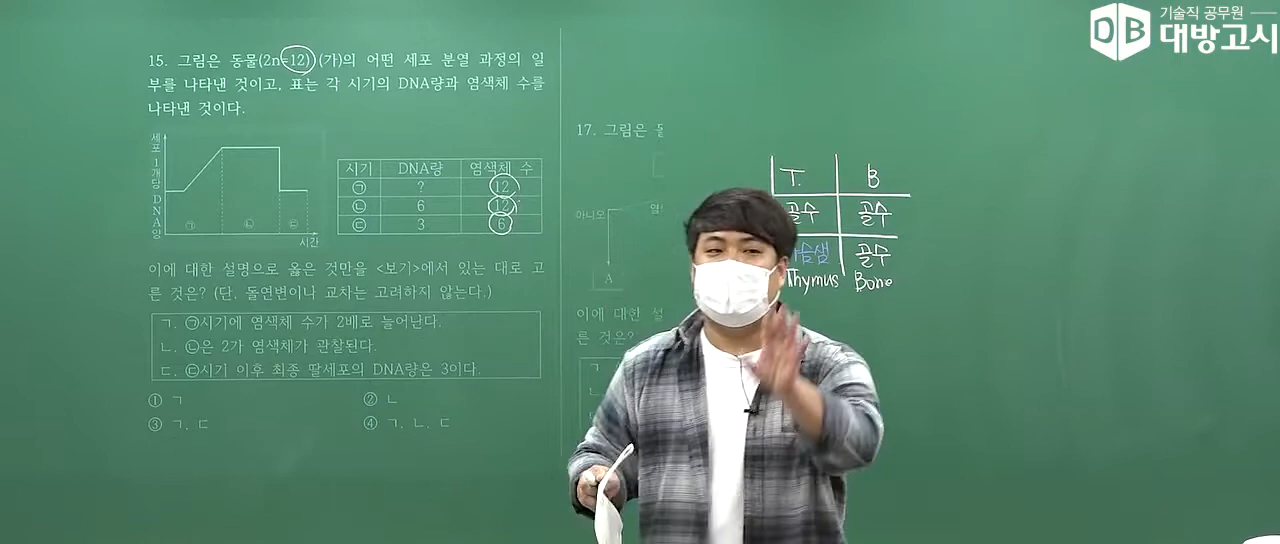 기술직 공무원
DB 대방고시
15. 그림은 동물(2n=12) (가)의 어떤 세포 분열 과정의 일
부를 나타낸 것이고, 표는 각 시기의 DNA량과 염색체 수를
나타낸 것이다.
세포 1개당 DNA양
㉠ ㉡ ㉢
시간
시기 DNA량 염색체 수
㉠ ? 12
㉡ 6 12
㉢ 3 6
이에 대한 설명으로 옳은 것만을 <보기>에서 있는 대로 고
른 것은? (단, 돌연변이나 교차는 고려하지 않는다.)
ㄱ. ㉠시기에 염색체 수가 2배로 늘어난다.
ㄴ. ㉡은 2가 염색체가 관찰된다.
ㄷ. ㉢시기 이후 최종 딸세포의 DNA량은 3이다.
① ㄱ ② ㄴ
③ ㄱ, ㄷ ④ ㄱ, ㄴ, ㄷ
17. 그림은
아니오
A
이에 대한
른 것은?
ㄱ
ㄴ
ㄷ
T. B
골수 골수
골수
Thymus Bone